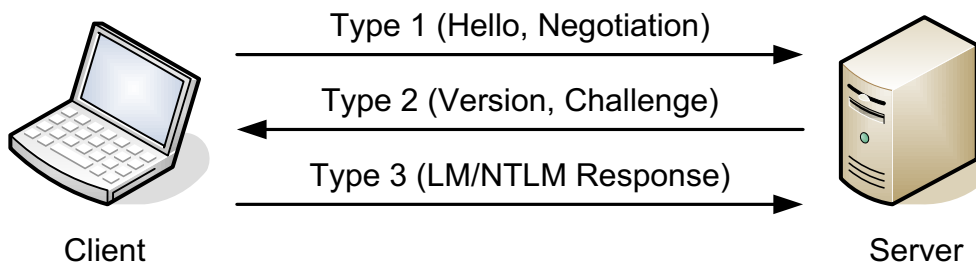 Type 1 (Hello, Negotiation)
Type 2 (Version, Challenge)
Type 3 (LM/NTLM Response)
Client
Server